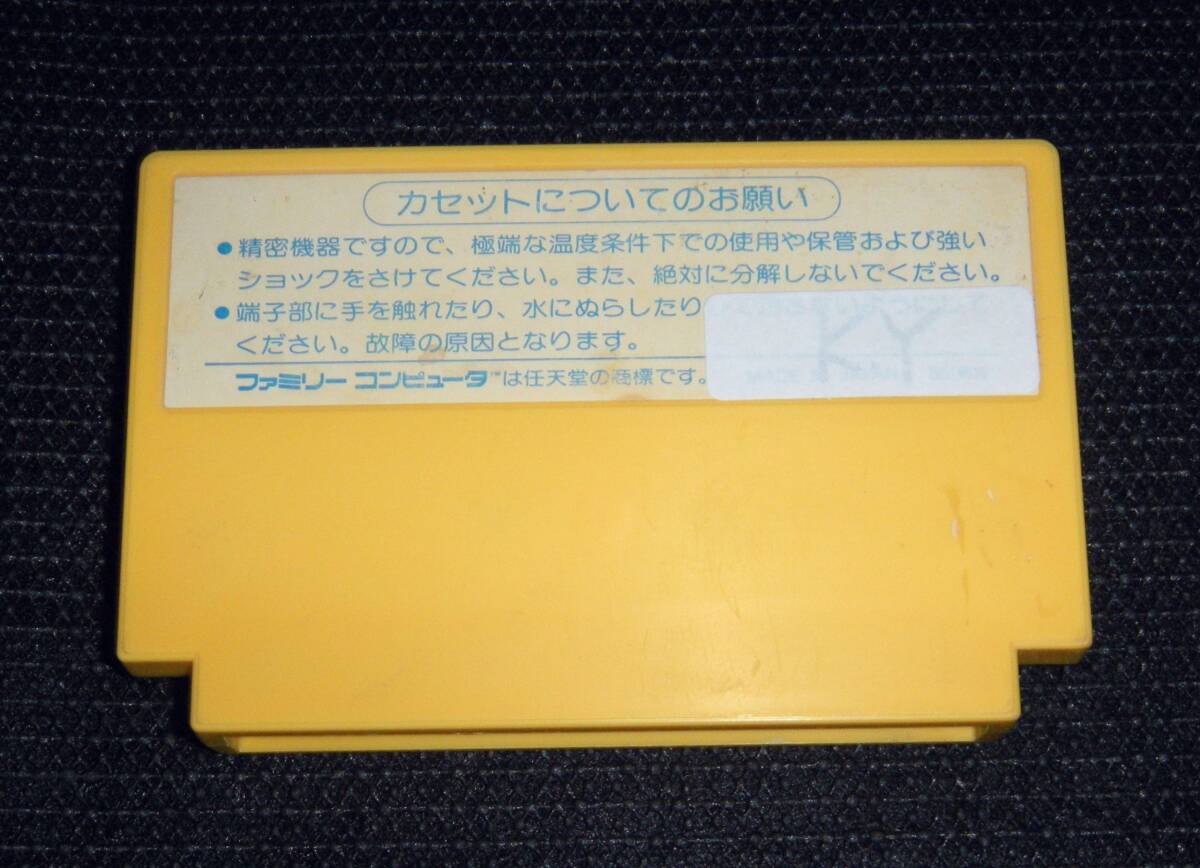 カセットについてのお願い
●精密機器ですので、極端な温度条件下での使用や保管および強い
ショックをさけてください。また、絶対に分解しないでください。
●端子部に手を触れたり、水にぬらしたり
ください。故障の原因となります。
ファミリー コンピュータ™は任天堂の商標です。
KY